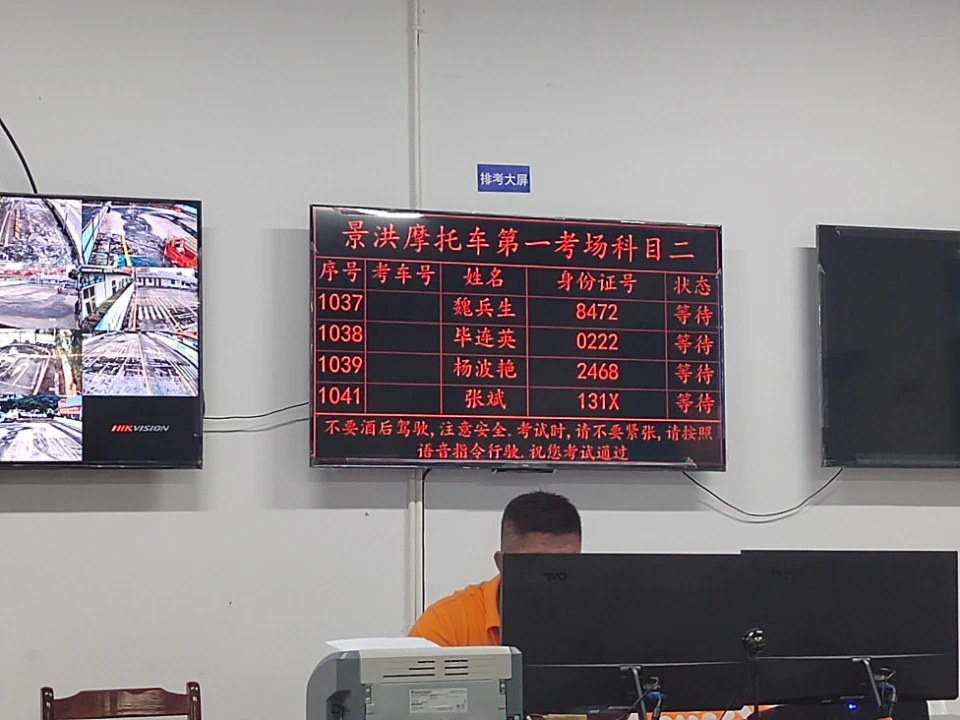 排考大屏
景洪摩托车第一考场科目二
序号 考车号 姓名 身份证号 状态
1037 魏兵生 8472 等待
1038 毕连英 0222 等待
1039 杨波艳 2468 等待
1041 张斌 131X 等待
不要酒后驾驶,注意安全.考试时,请不要紧张,请按照
语音指令行驶.祝您考试通过
HIKVISION